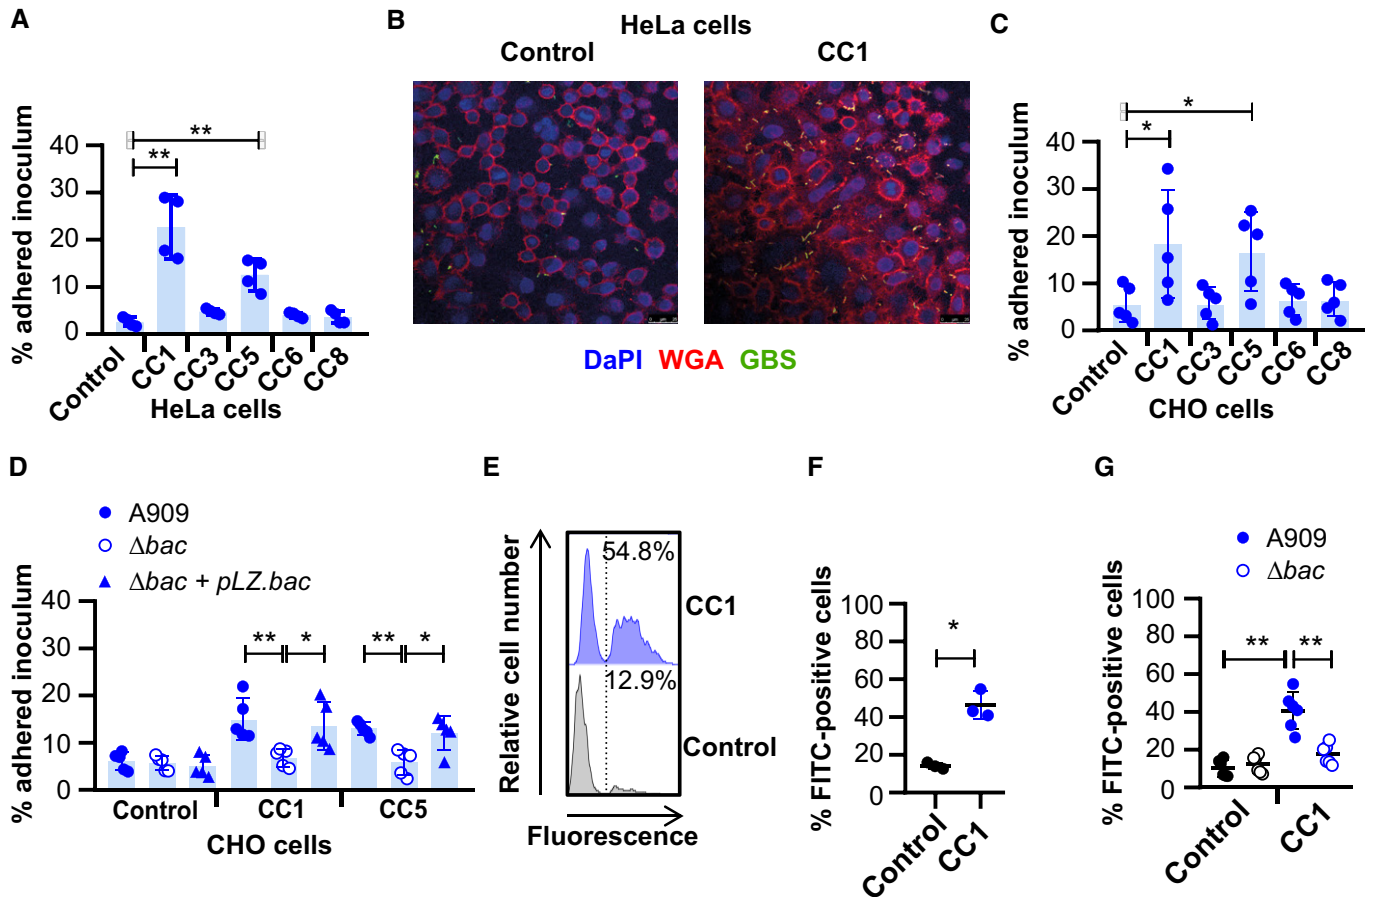 A
% adhered inoculum
40
30
20
10
0
**
**
Control
CC1
CC3
CC5
CC6
CC8
HeLa cells
B
HeLa cells
Control
CC1
DaPI WGA GBS
C
% adhered inoculum
40
30
20
10
0
*
*
Control
CC1
CC3
CC5
CC6
CC8
CHO cells
D
A909
Δbac
Δbac + pLZ.bac
% adhered inoculum
40
30
20
10
0
** * ** *
Control CC1 CC5
CHO cells
E
Relative cell number
54.8%
CC1
12.9%
Control
Fluorescence
F
% FITC-positive cells
100
80
60
40
20
0
*
Control
CC1
G
A909
Δbac
% FITC-positive cells
100
80
60
40
20
0
** **
Control
CC1